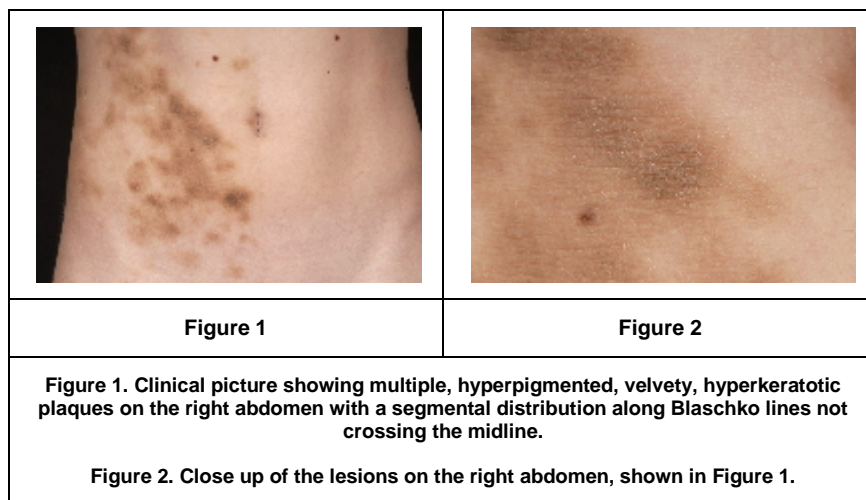 Figure 1
Figure 2
Figure 1. Clinical picture showing multiple, hyperpigmented, velvety, hyperkeratotic
plaques on the right abdomen with a segmental distribution along Blaschko lines not
crossing the midline.
Figure 2. Close up of the lesions on the right abdomen, shown in Figure 1.